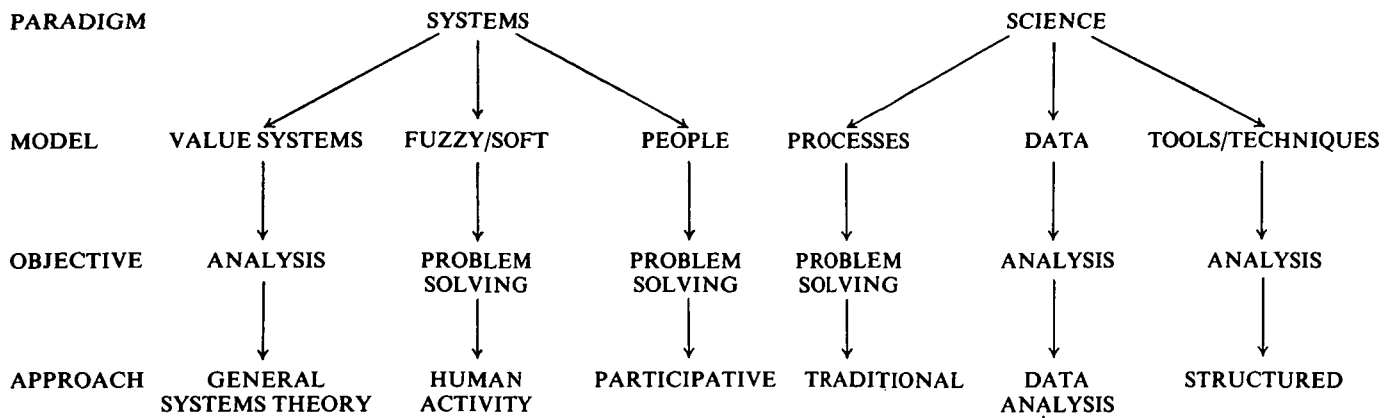 PARADIGM SYSTEMS SCIENCE
MODEL VALUE SYSTEMS FUZZY/SOFT PEOPLE PROCESSES DATA TOOLS/TECHNIQUES
OBJECTIVE ANALYSIS PROBLEM SOLVING PROBLEM SOLVING PROBLEM SOLVING ANALYSIS ANALYSIS
APPROACH GENERAL SYSTEMS THEORY HUMAN ACTIVITY PARTICIPATIVE TRADITIONAL DATA ANALYSIS STRUCTURED